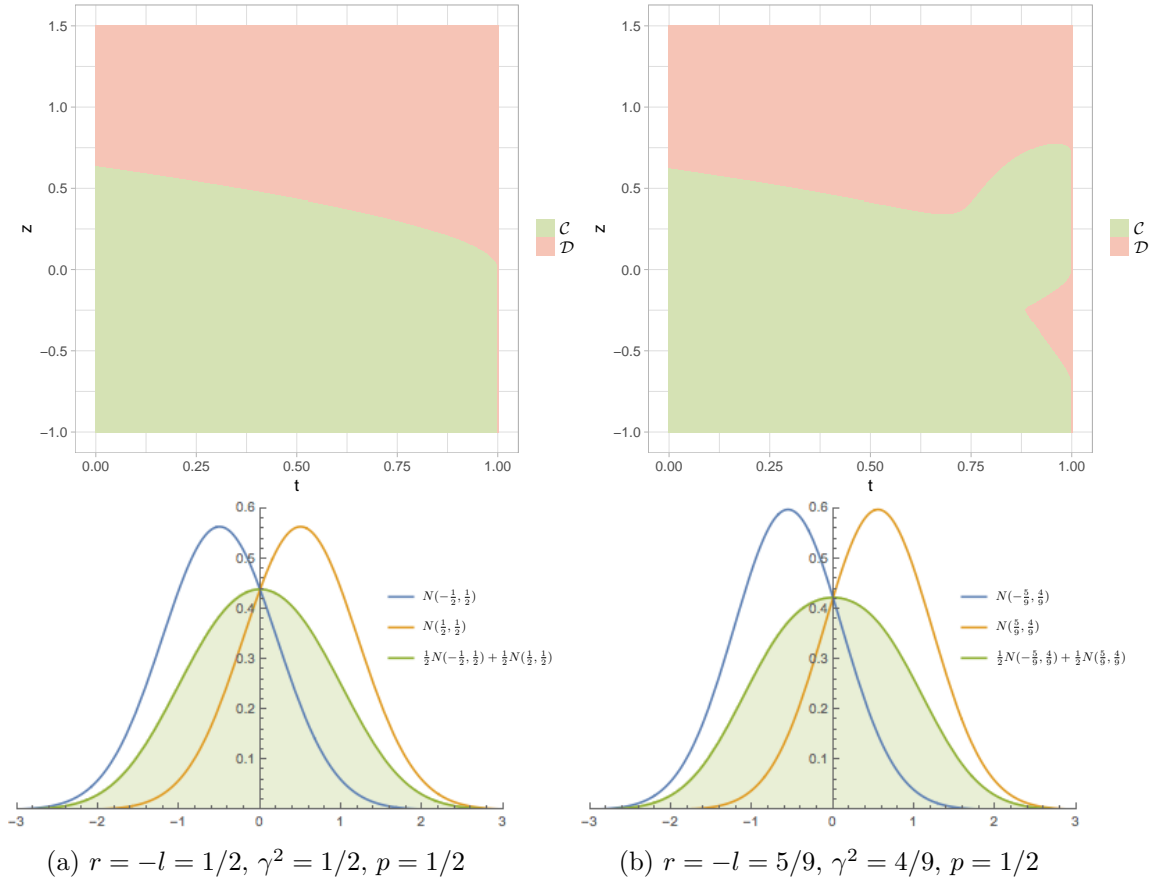 1.5
1.0
0.5
0.0
−0.5
−1.0
z
0.00 0.25 0.50 0.75 1.00
t
𝒞
𝒟
1.5
1.0
0.5
0.0
−0.5
−1.0
z
0.00 0.25 0.50 0.75 1.00
t
𝒞
𝒟
0.6
0.5
0.4
0.3
0.2
0.1
−3 −2 −1 0 1 2 3
N(−1/2, 1/2)
N(1/2, 1/2)
1/2 N(−1/2, 1/2) + 1/2 N(1/2, 1/2)
0.6
0.5
0.4
0.3
0.2
0.1
−3 −2 −1 0 1 2 3
N(−5/9, 4/9)
N(5/9, 4/9)
1/2 N(−5/9, 4/9) + 1/2 N(5/9, 4/9)
(a) r = −l = 1/2, γ² = 1/2, p = 1/2
(b) r = −l = 5/9, γ² = 4/9, p = 1/2